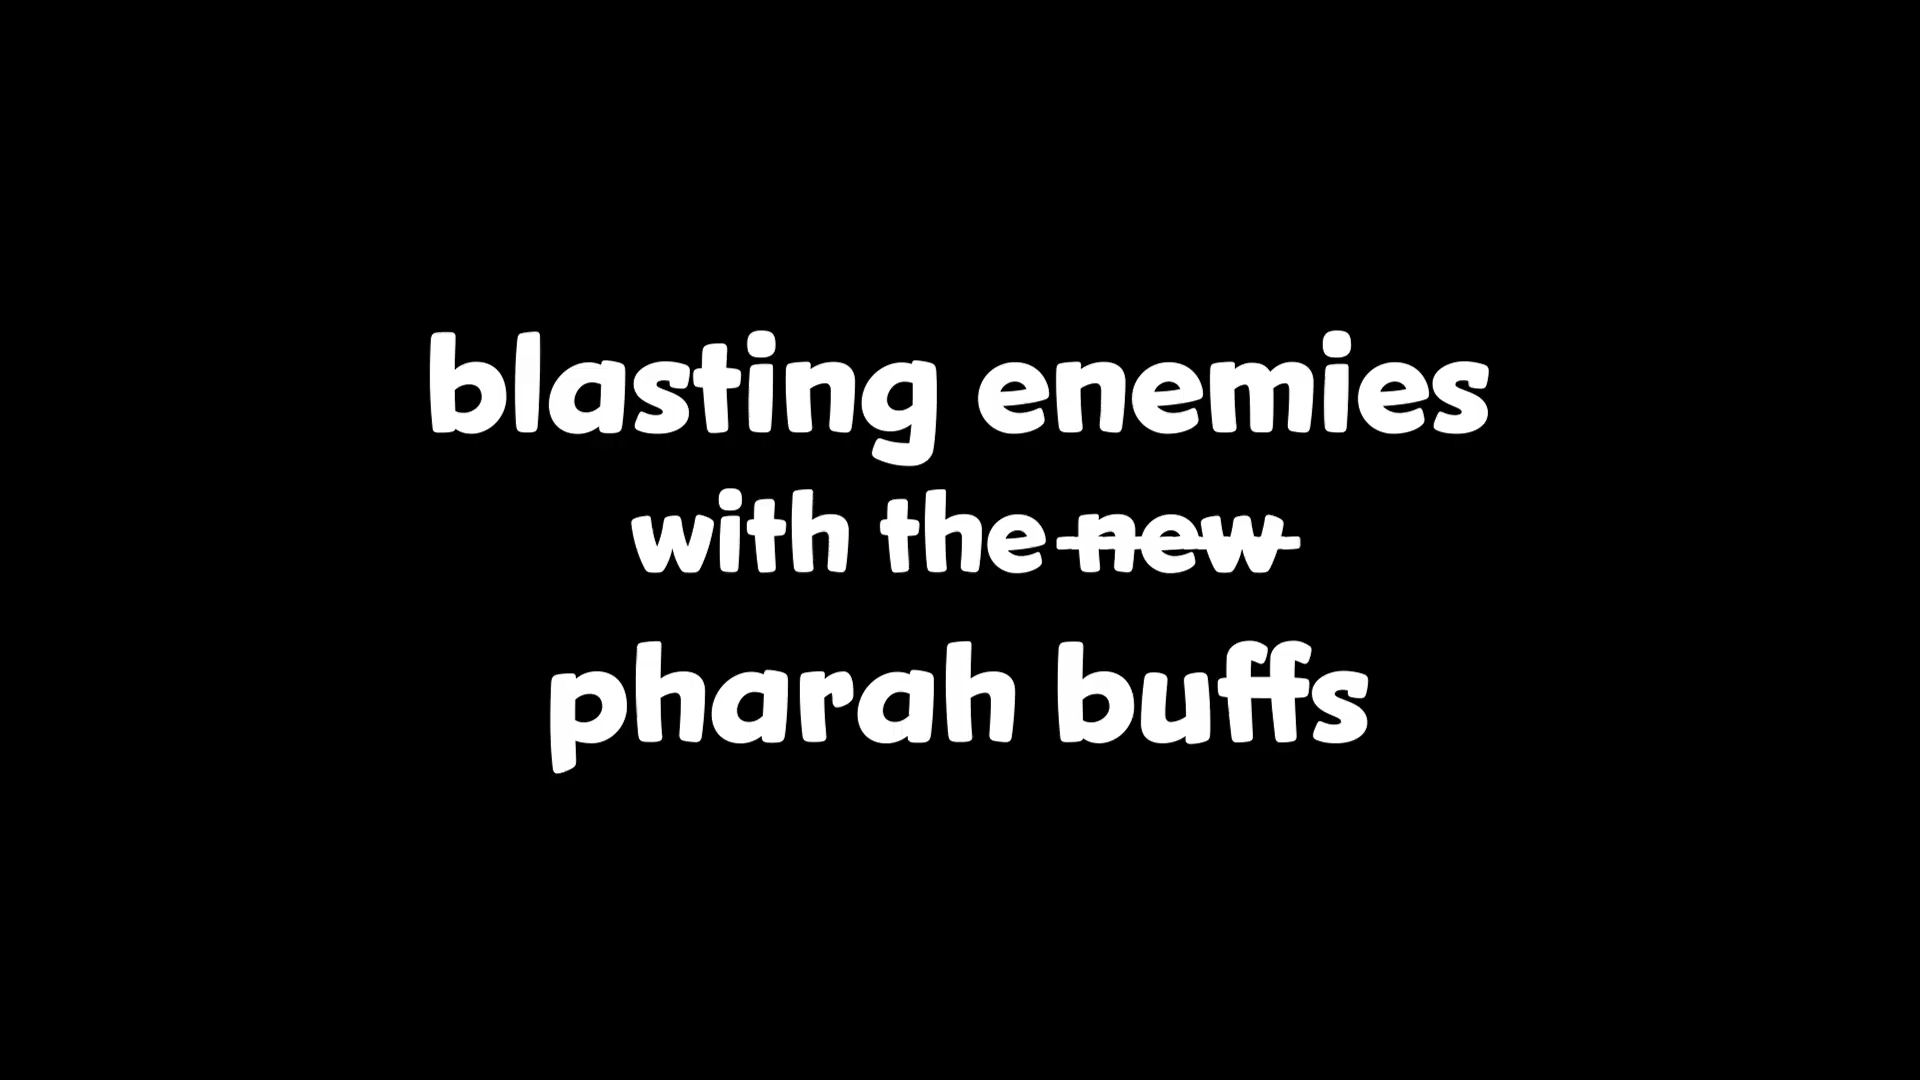 blasting enemies
with the new
pharah buffs